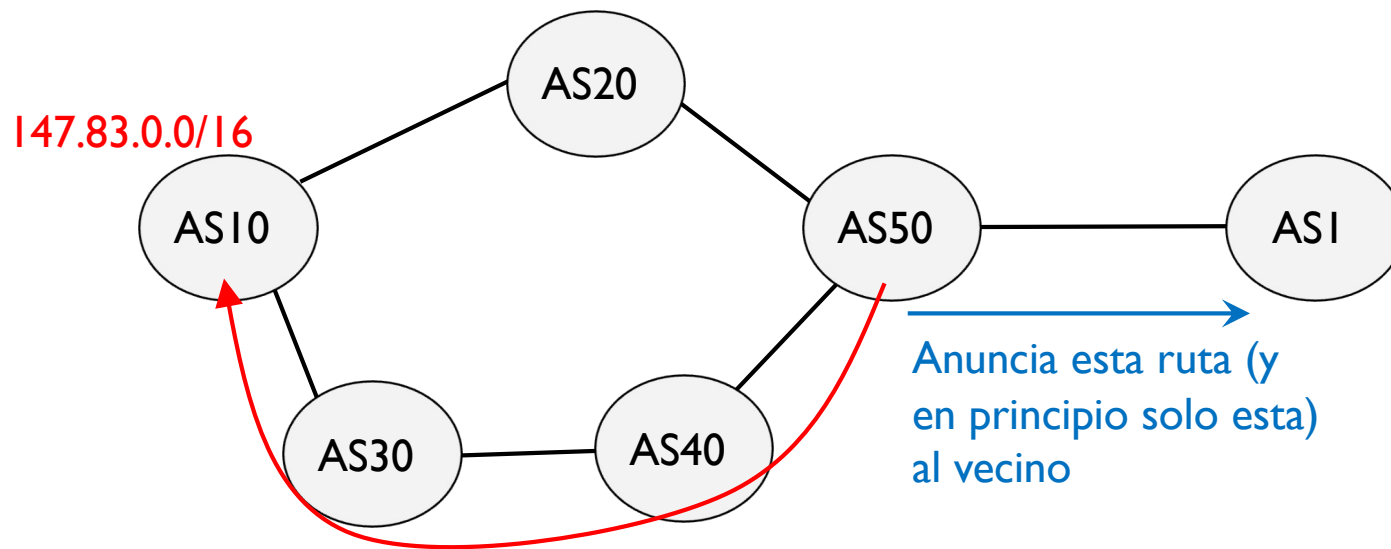 AS20
147.83.0.0/16
AS10
AS50
AS1
Anuncia esta ruta (y
en principio solo esta)
al vecino
AS30
AS40